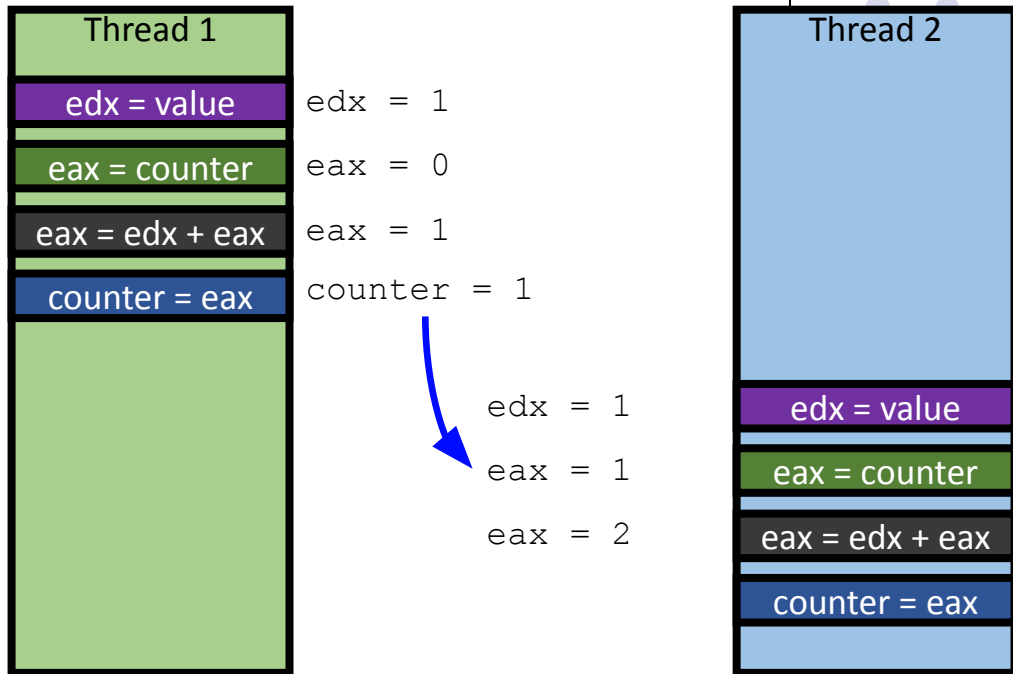 Thread 1
Thread 2
edx = value
edx = 1
eax = counter
eax = 0
eax = edx + eax
eax = 1
counter = eax
counter = 1
edx = 1
edx = value
eax = 1
eax = counter
eax = 2
eax = edx + eax
counter = eax